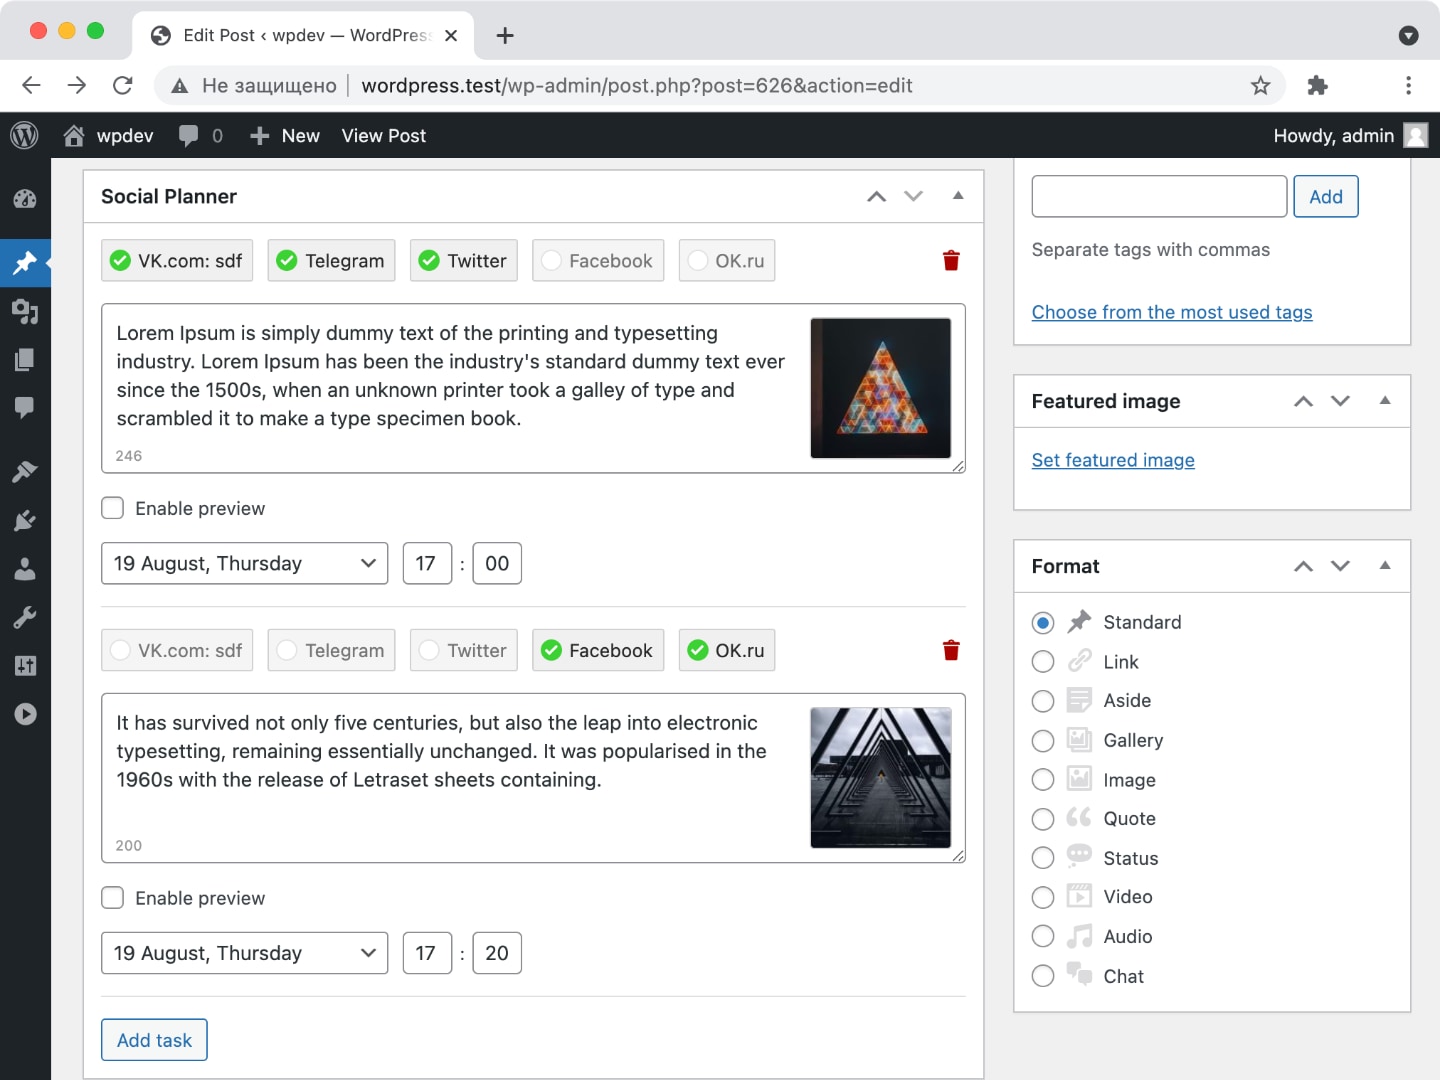 Edit Post ‹ wpdev — WordPress
Не защищено wordpress.test/wp-admin/post.php?post=626&action=edit
wpdev 0 New View Post Howdy, admin
Social Planner
VK.com: sdf Telegram Twitter Facebook OK.ru
Lorem Ipsum is simply dummy text of the printing and typesetting
industry. Lorem Ipsum has been the industry's standard dummy text ever
since the 1500s, when an unknown printer took a galley of type and
scrambled it to make a type specimen book.
246
Enable preview
19 August, Thursday 17 : 00
VK.com: sdf Telegram Twitter Facebook OK.ru
It has survived not only five centuries, but also the leap into electronic
typesetting, remaining essentially unchanged. It was popularised in the
1960s with the release of Letraset sheets containing.
200
Enable preview
19 August, Thursday 17 : 20
Add task
Add
Separate tags with commas
Choose from the most used tags
Featured image
Set featured image
Format
Standard
Link
Aside
Gallery
Image
Quote
Status
Video
Audio
Chat